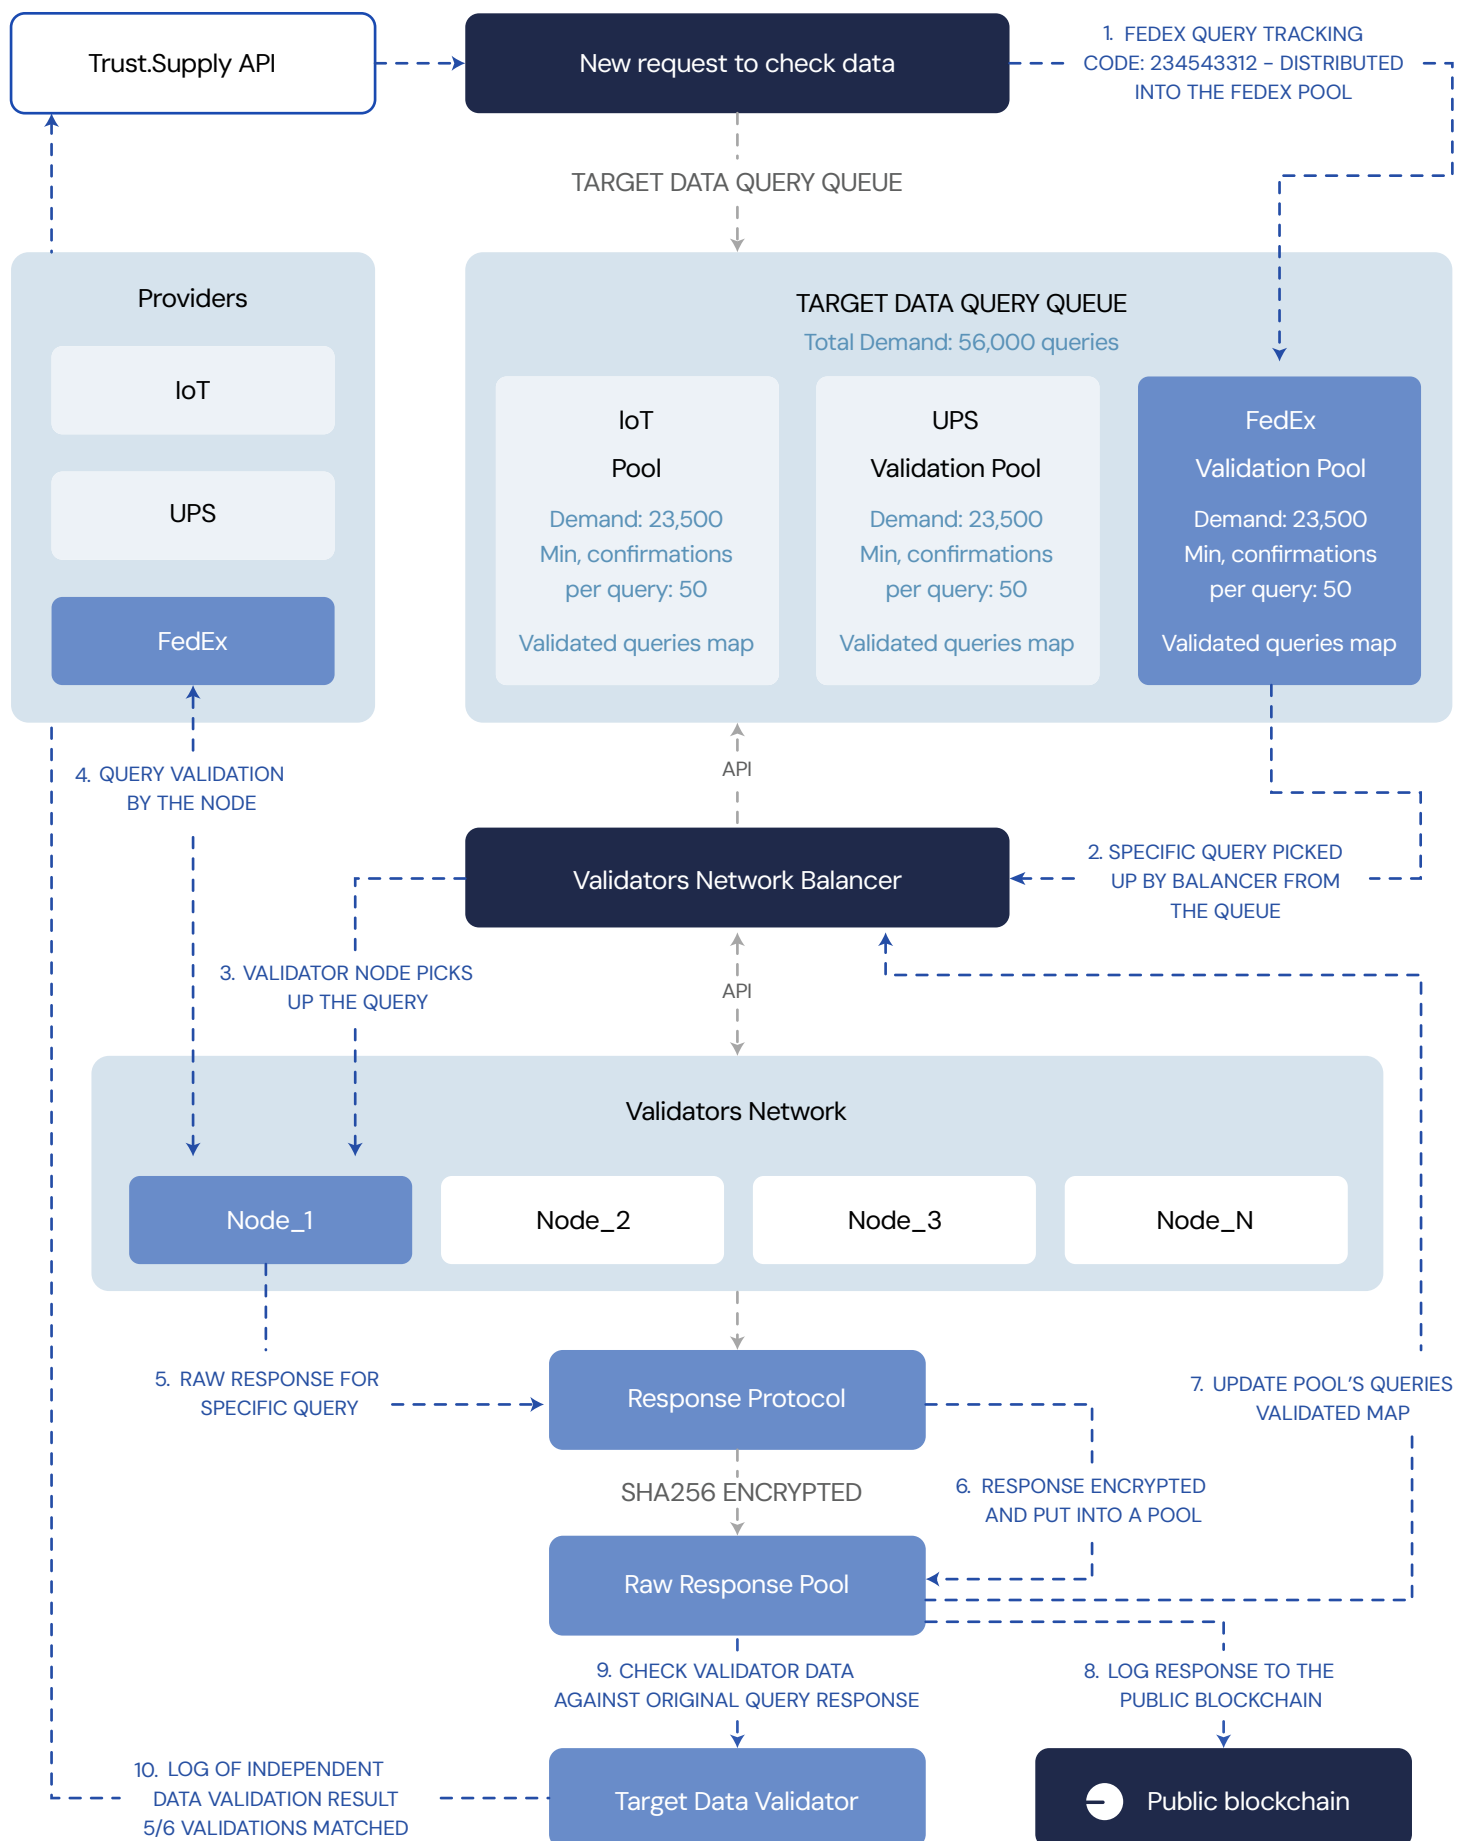 Trust.Supply API
New request to check data
1. FEDEX QUERY TRACKING
CODE: 234543312 – DISTRIBUTED
INTO THE FEDEX POOL
TARGET DATA QUERY QUEUE
Providers
IoT
UPS
FedEx
TARGET DATA QUERY QUEUE
Total Demand: 56,000 queries
IoT
Pool
Demand: 23,500
Min, confirmations
per query: 50
Validated queries map
UPS
Validation Pool
Demand: 23,500
Min, confirmations
per query: 50
Validated queries map
FedEx
Validation Pool
Demand: 23,500
Min, confirmations
per query: 50
Validated queries map
4. QUERY VALIDATION
BY THE NODE
API
Validators Network Balancer
2. SPECIFIC QUERY PICKED
UP BY BALANCER FROM
THE QUEUE
3. VALIDATOR NODE PICKS
UP THE QUERY
API
Validators Network
Node_1
Node_2
Node_3
Node_N
5. RAW RESPONSE FOR
SPECIFIC QUERY
Response Protocol
7. UPDATE POOL'S QUERIES
VALIDATED MAP
SHA256 ENCRYPTED
6. RESPONSE ENCRYPTED
AND PUT INTO A POOL
Raw Response Pool
9. CHECK VALIDATOR DATA
AGAINST ORIGINAL QUERY RESPONSE
8. LOG RESPONSE TO THE
PUBLIC BLOCKCHAIN
10. LOG OF INDEPENDENT
DATA VALIDATION RESULT
5/6 VALIDATIONS MATCHED
Target Data Validator
Public blockchain